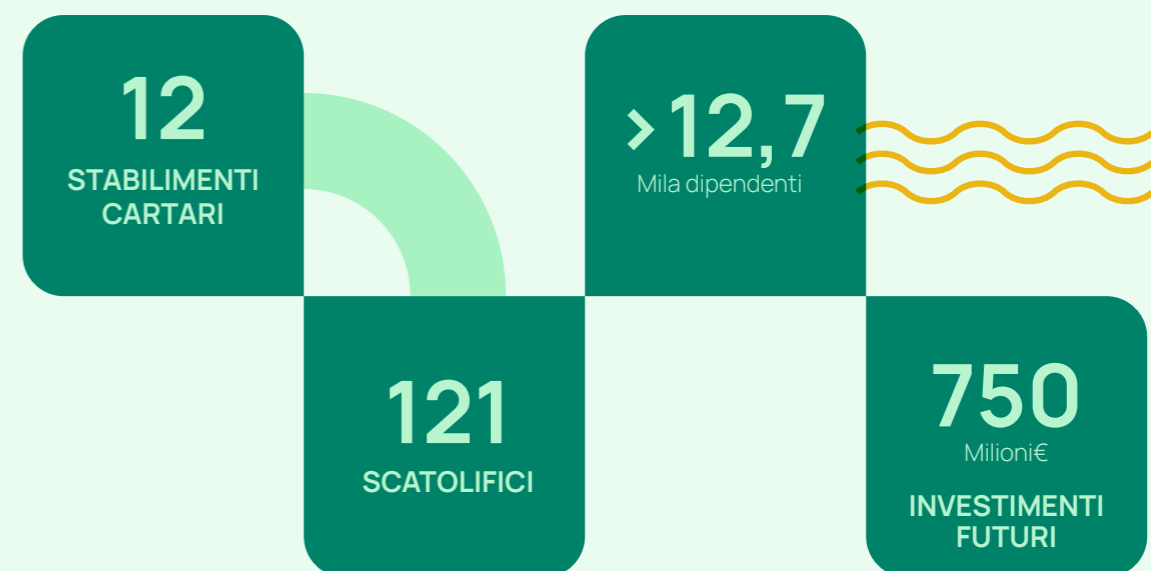 12
STABILIMENTI
CARTARI
>12,7
Mila dipendenti
121
SCATOLIFICI
750
Milioni€
INVESTIMENTI
FUTURI